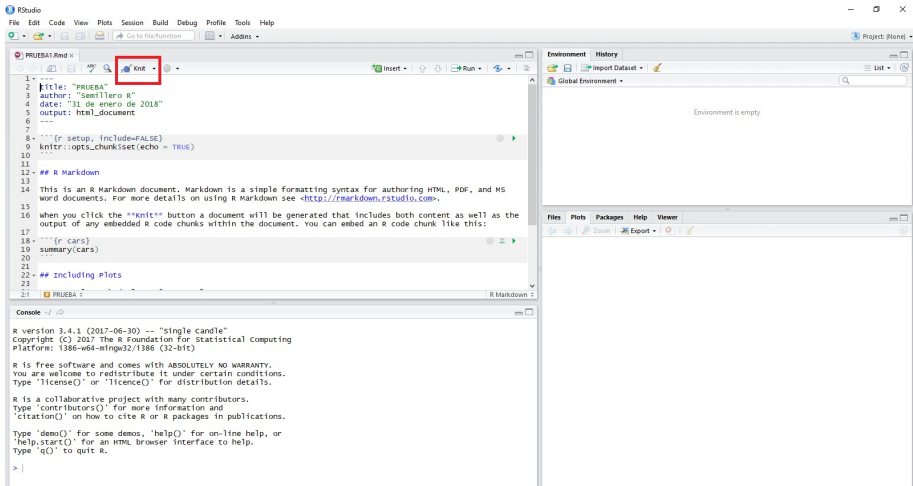 RStudio
File Edit Code View Plots Session Build Debug Profile Tools Help
Go to file/function Addins Project: (None)
PRUEBA1.Rmd
ABC Knit Insert Run
1 ---
2 title: "PRUEBA"
3 author: "Semillero R"
4 date: "31 de enero de 2018"
5 output: html_document
6 ---
7
8 ```{r setup, include=FALSE}
9 knitr::opts_chunk$set(echo = TRUE)
10 ```
11
12 ## R Markdown
13
14 This is an R Markdown document. Markdown is a simple formatting syntax for authoring HTML, PDF, and MS
Word documents. For more details on using R Markdown see <http://rmarkdown.rstudio.com>.
15
16 When you click the **Knit** button a document will be generated that includes both content as well as the
output of any embedded R code chunks within the document. You can embed an R code chunk like this:
17
18 ```{r cars}
19 summary(cars)
20 ```
21
22 ## Including Plots
23
2:1 PRUEBA R Markdown
Console ~/
R version 3.4.1 (2017-06-30) -- "Single Candle"
Copyright (C) 2017 The R Foundation for Statistical Computing
Platform: i386-w64-mingw32/i386 (32-bit)
R is free software and comes with ABSOLUTELY NO WARRANTY.
You are welcome to redistribute it under certain conditions.
Type 'license()' or 'licence()' for distribution details.
R is a collaborative project with many contributors.
Type 'contributors()' for more information and
'citation()' on how to cite R or R packages in publications.
Type 'demo()' for some demos, 'help()' for on-line help, or
'help.start()' for an HTML browser interface to help.
Type 'q()' to quit R.
>
Environment History
Import Dataset List
Global Environment
Environment is empty
Files Plots Packages Help Viewer
Zoom Export